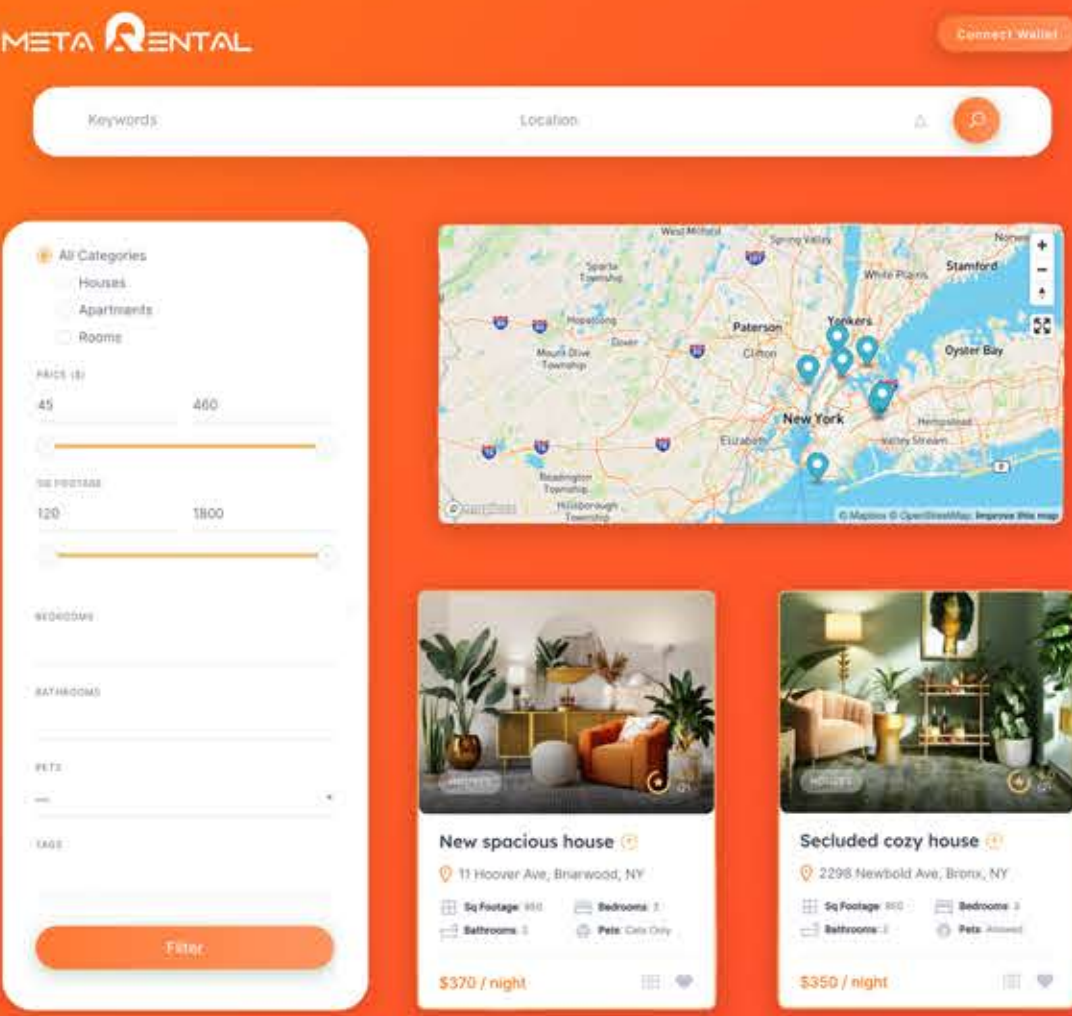 META RENTAL
Connect Wallet
Keywords
Location
All Categories
Houses
Apartments
Rooms
PRICE ($)
45 460
SQ FOOTAGE
120 1800
BEDROOMS
BATHROOMS
PETS
—
TAGS
Filter
West Milford
Spring Valley
Sparta Township
White Plains
Stamford
Hopatcong
Dover
Paterson
Yonkers
Mount Olive Township
Clifton
Oyster Bay
New York
Hempstead
Elizabeth
Valley Stream
Readington Township
Hillsborough Township
© Mapbox © OpenStreetMap Improve this map
HOUSES
New spacious house
11 Hoover Ave, Briarwood, NY
Sq Footage: Bedrooms:
Bathrooms: Pets: Cats Only
$370 / night
HOUSES
Secluded cozy house
2298 Newbold Ave, Bronx, NY
Sq Footage: Bedrooms:
Bathrooms: Pets: Allowed
$350 / night